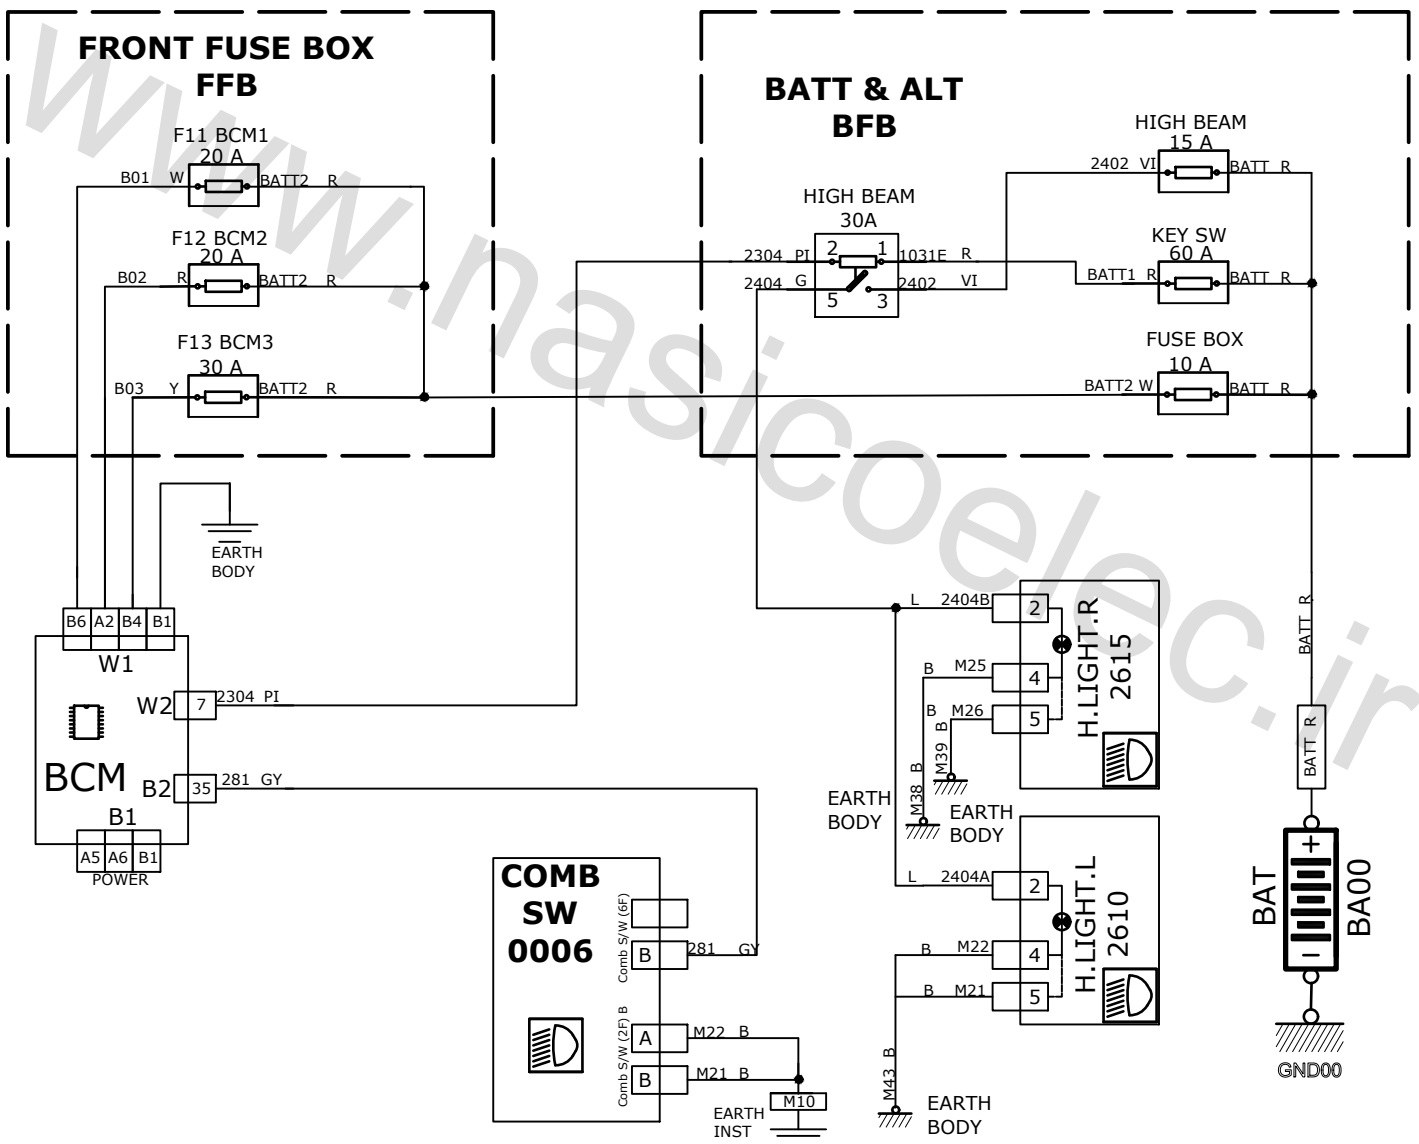 FRONT FUSE BOX
FFB
F11 BCM1
20 A
B01 W
BATT2 R
F12 BCM2
20 A
B02 R
BATT2 R
F13 BCM3
30 A
B03 Y
BATT2 R
BATT & ALT
BFB
HIGH BEAM
15 A
2402 VI
BATT R
HIGH BEAM
30A
2304 PI
2 1
1031E R
2404 G
5 3
2402 VI
KEY SW
60 A
BATT1 R
BATT R
FUSE BOX
10 A
BATT2 W
BATT R
EARTH
BODY
B6 A2 B4 B1
W1
W2
7
2304 PI
BCM
B2
35
281 GY
B1
A5 A6 B1
POWER
COMB
SW
0006
Comb S/W (6F)
B
281 GY
Comb S/W (2F) B
A
M22 B
B
M21 B
M10
EARTH
INST
L 2404B
2
B M25
4
B M26
5
H.LIGHT.R
2615
M39 B
M38 B
EARTH
BODY
EARTH
BODY
L 2404A
2
B M22
4
B M21
5
H.LIGHT.L
2610
M43 B
EARTH
BODY
BATT R
BATT R
+
BAT
BA00
−
GND00
www.nasicoelec.ir